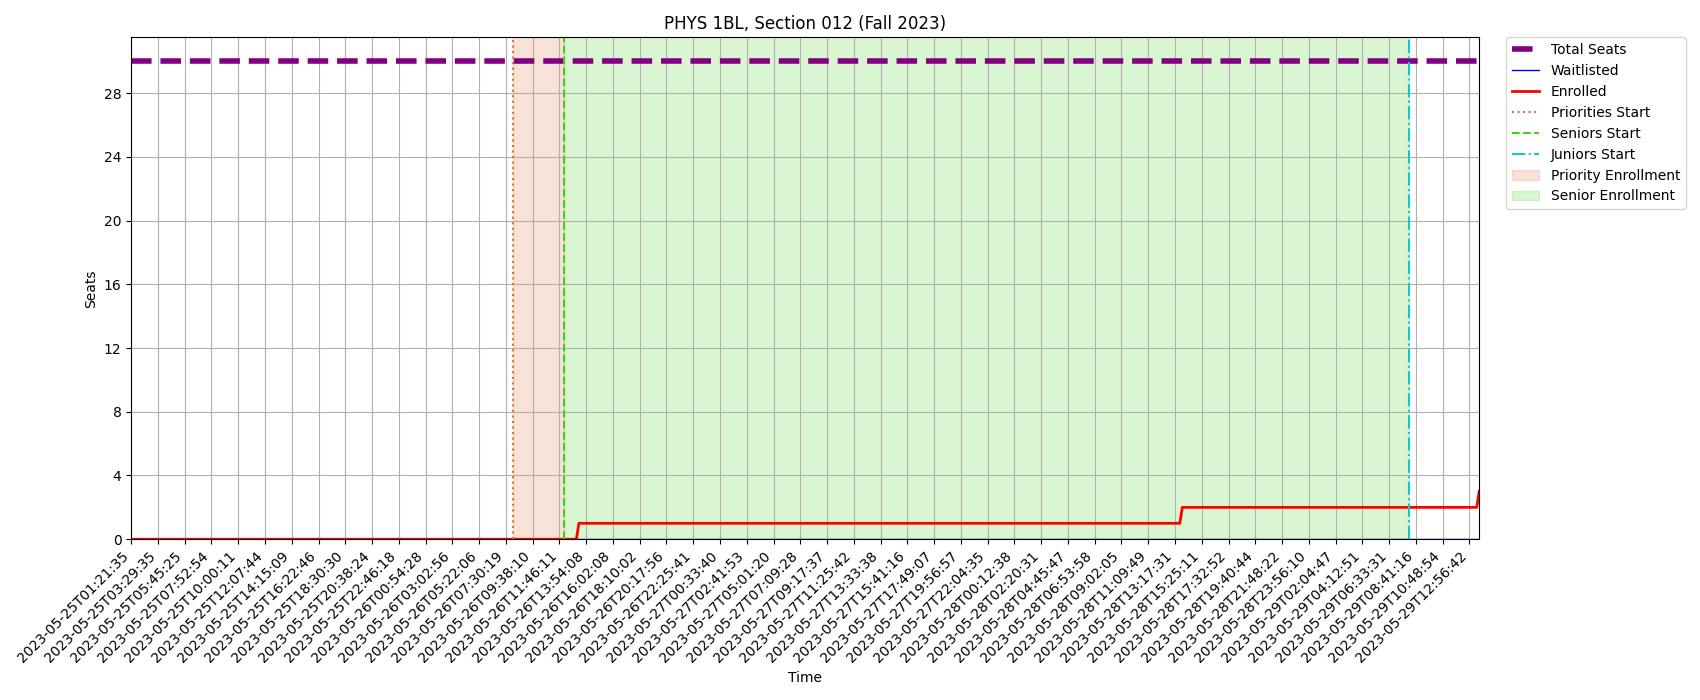 PHYS 1BL, Section 012 (Fall 2023)
Seats
28
24
20
16
12
8
4
0
2023-05-25T01:21:35
2023-05-25T03:29:35
2023-05-25T05:45:25
2023-05-25T07:52:54
2023-05-25T10:00:11
2023-05-25T12:07:44
2023-05-25T14:15:09
2023-05-25T16:22:46
2023-05-25T18:30:30
2023-05-25T20:38:24
2023-05-25T22:46:18
2023-05-26T00:54:28
2023-05-26T03:02:56
2023-05-26T05:22:06
2023-05-26T07:30:19
2023-05-26T09:38:10
2023-05-26T11:46:11
2023-05-26T13:54:08
2023-05-26T16:02:08
2023-05-26T18:10:02
2023-05-26T20:17:56
2023-05-26T22:25:41
2023-05-27T00:33:40
2023-05-27T02:41:53
2023-05-27T05:01:20
2023-05-27T07:09:28
2023-05-27T09:17:37
2023-05-27T11:25:42
2023-05-27T13:33:38
2023-05-27T15:41:16
2023-05-27T17:49:07
2023-05-27T19:56:57
2023-05-27T22:04:35
2023-05-28T00:12:38
2023-05-28T02:20:31
2023-05-28T04:45:47
2023-05-28T06:53:58
2023-05-28T09:02:05
2023-05-28T11:09:49
2023-05-28T13:17:31
2023-05-28T15:25:11
2023-05-28T17:32:52
2023-05-28T19:40:44
2023-05-28T21:48:22
2023-05-28T23:56:10
2023-05-29T02:04:47
2023-05-29T04:12:51
2023-05-29T06:33:31
2023-05-29T08:41:16
2023-05-29T10:48:54
2023-05-29T12:56:42
Time
Total Seats
Waitlisted
Enrolled
Priorities Start
Seniors Start
Juniors Start
Priority Enrollment
Senior Enrollment